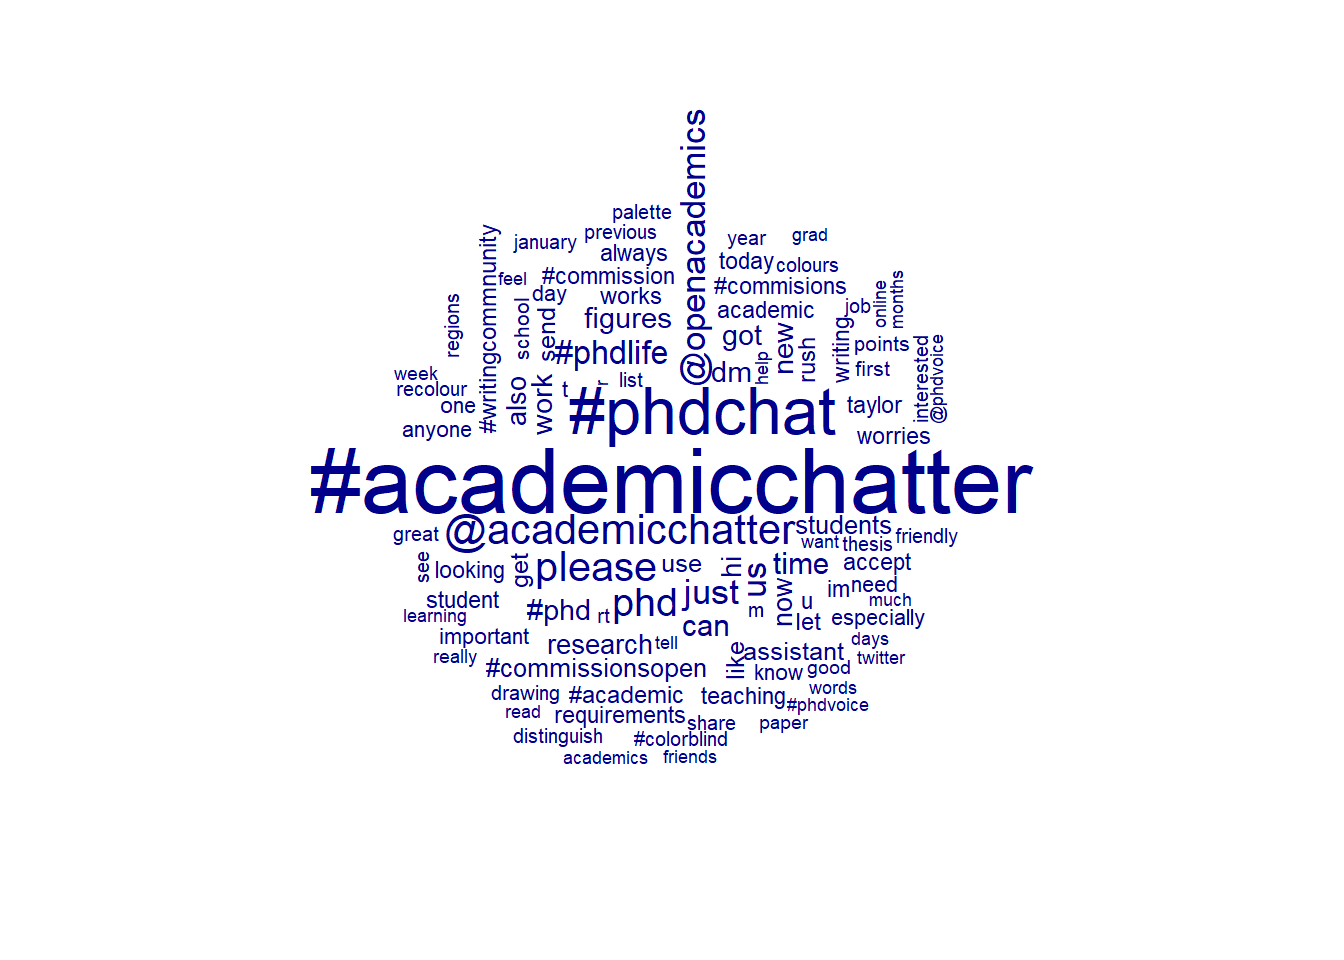 @openacademics
palette
previous
year
grad
january
always
today
colours
#writingcommnunity
feel
#commission
#commisions
online
months
day
works
academic
job
regions
school
send
figures
got
new
rush
writing
points
#phdlife
dm
help
first
interested
@phdvoice
week
recolour
also
work
t
r
list
one
#phdchat
taylor
anyone
worries
#academicchatter
great
@academicchatter
students
want
thesis
friendly
see
looking
get
please
use
hi
us
time
accept
student
#phd
rt
phd
just
m
now
u
im
need
much
learning
can
let
especially
important
research
tell
like
assistant
days
really
#commissionsopen
know
good
twitter
drawing
#academic
teaching
words
read
requirements
share
#phdvoice
paper
distinguish
#colorblind
academics
friends